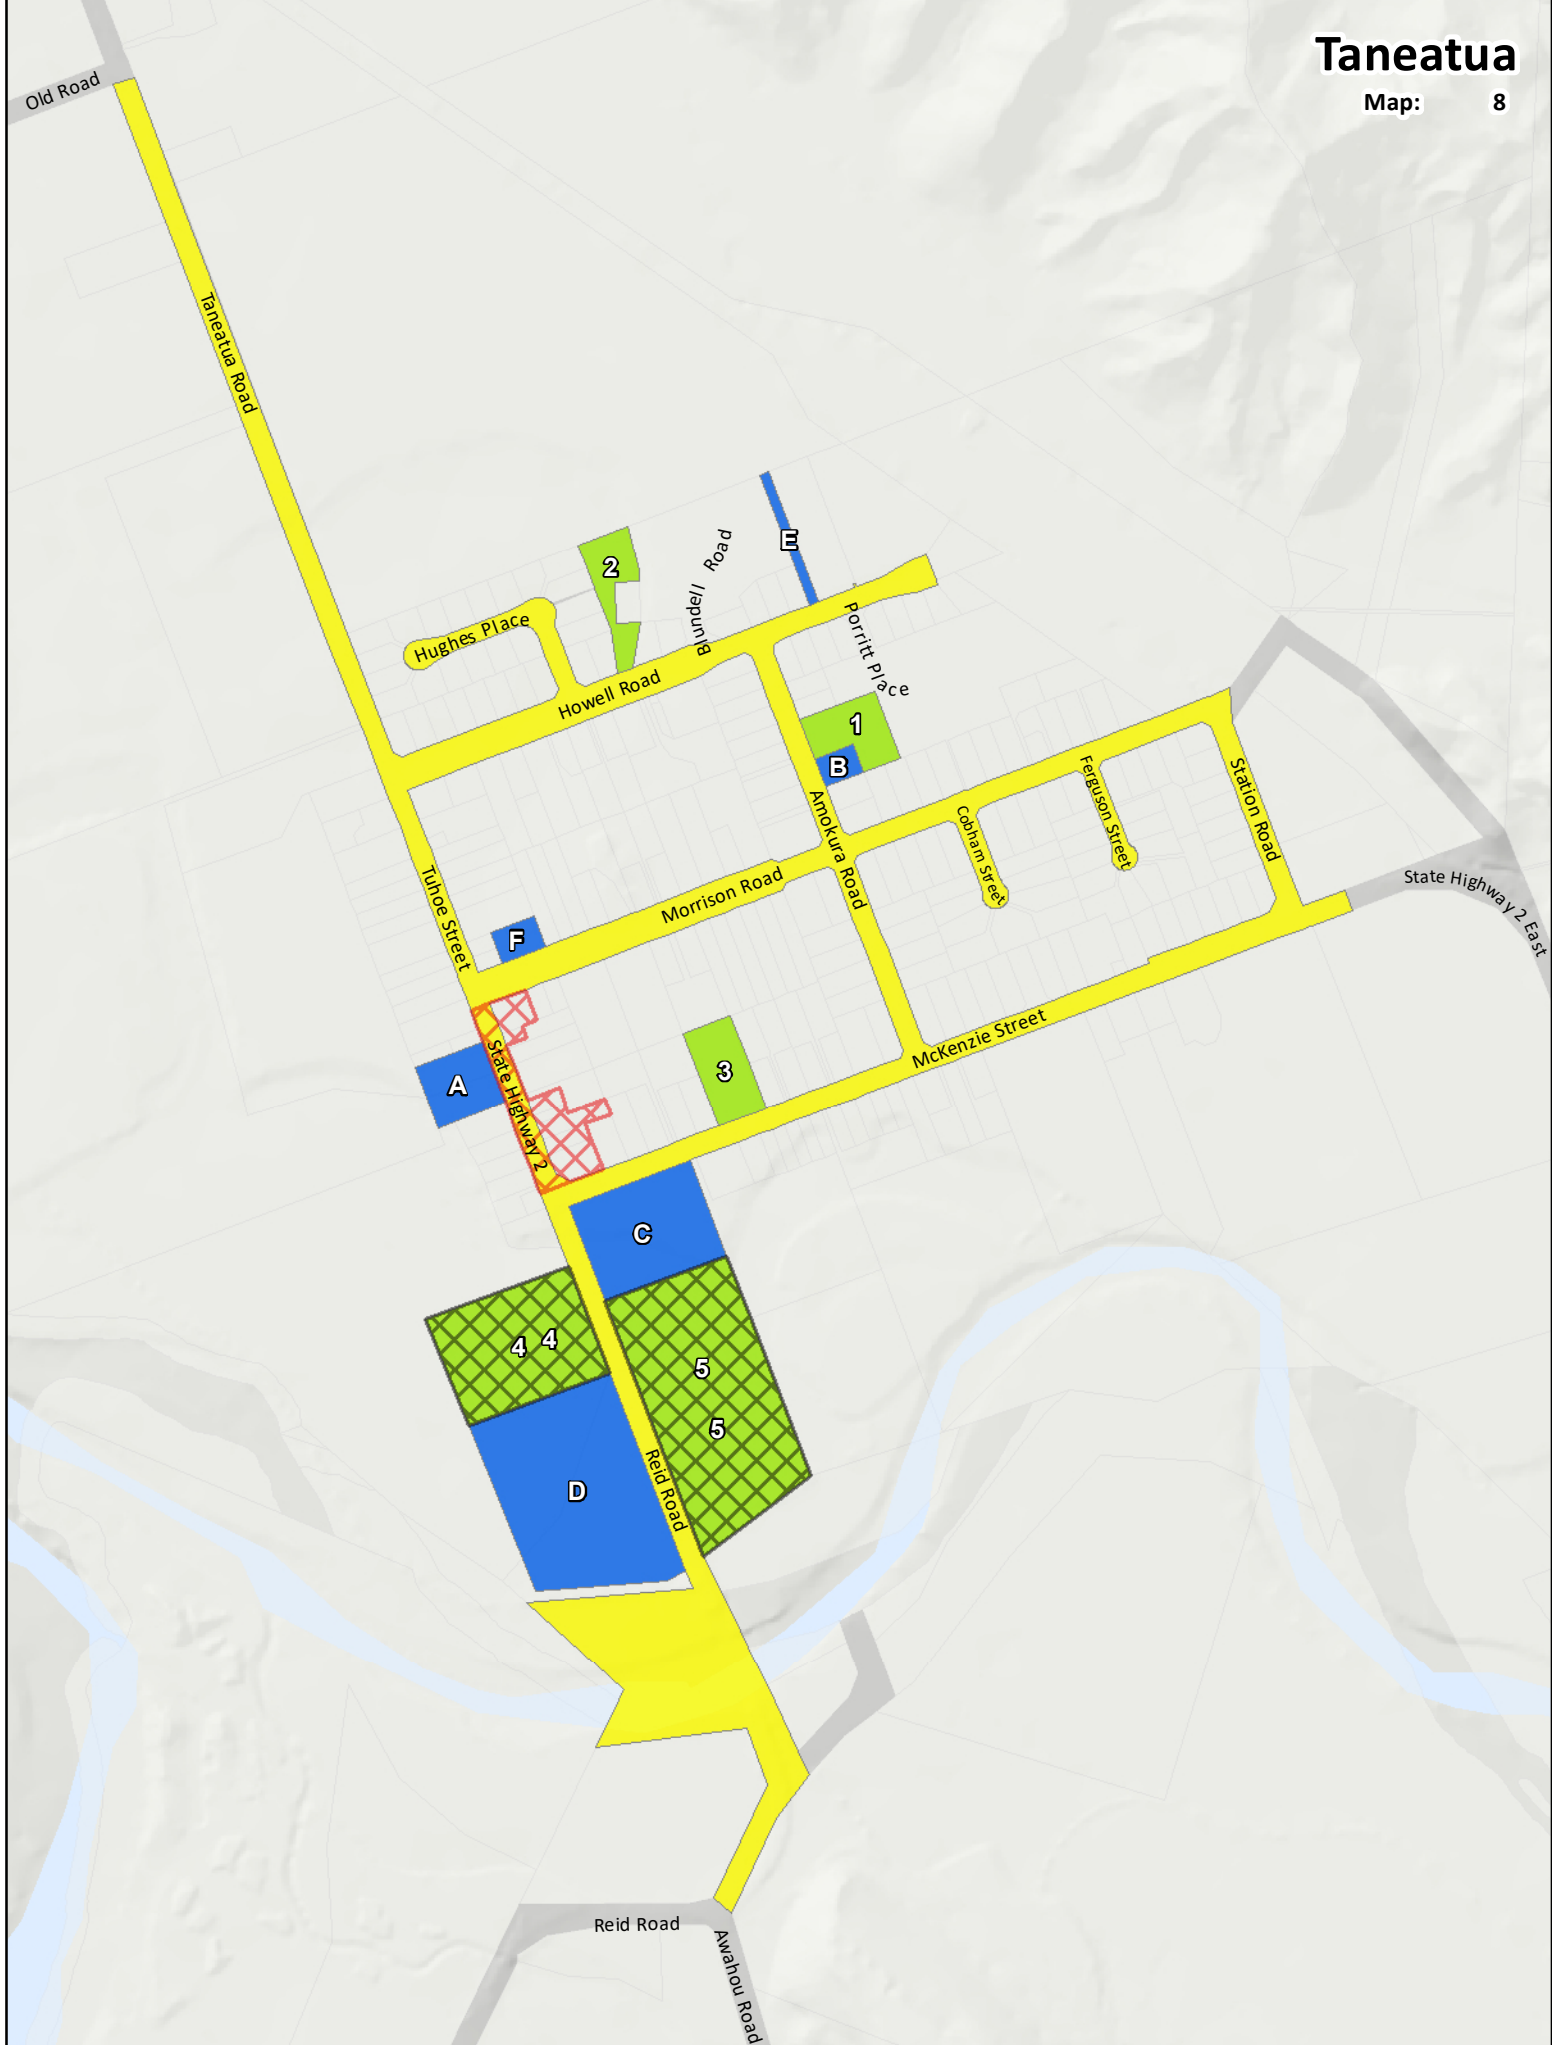 Taneatua
Map: 8
Old Road
Taneatua Road
E
2
Blundell Road
Hughes Place
Porritt Place
Howell Road
1
B
Ferguson Street
Station Road
Cobham Street
Amokura Road
Tuhoe Street
Morrison Road
State Highway 2 East
F
McKenzie Street
3
A
State Highway 2
C
4 4
5
5
D
Reid Road
Reid Road
Awahou Road